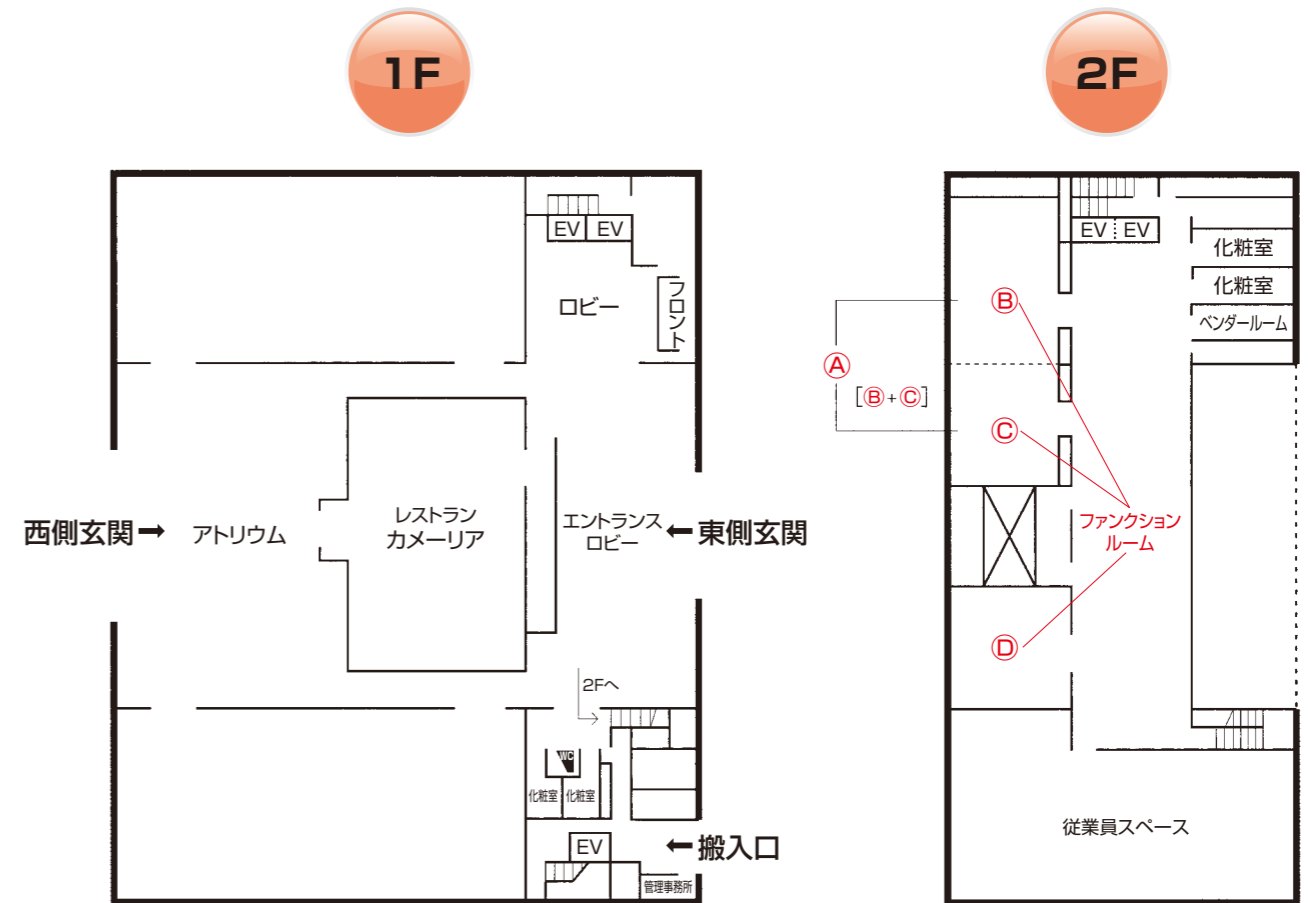 1F
EV EV
ロビー
フロント
西側玄関
アトリウム
レストラン
カメーリア
エントランス
ロビー
東側玄関
2Fへ
WC
化粧室 化粧室
EV
搬入口
管理事務所
2F
EV EV
化粧室
化粧室
ベンダールーム
Ⓑ
Ⓐ
[Ⓑ+Ⓒ]
Ⓒ
ファンクション
ルーム
Ⓓ
従業員スペース